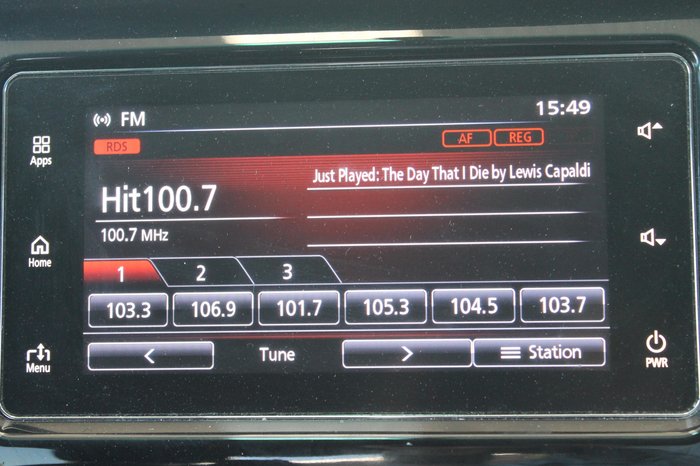 FM
15:49
RDS
AF
REG
Apps
Just Played: The Day That I Die by Lewis Capaldi
Hit100.7
100.7 MHz
Home
1
2
3
103.3
106.9
101.7
105.3
104.5
103.7
<
Tune
>
Station
Menu
PWR